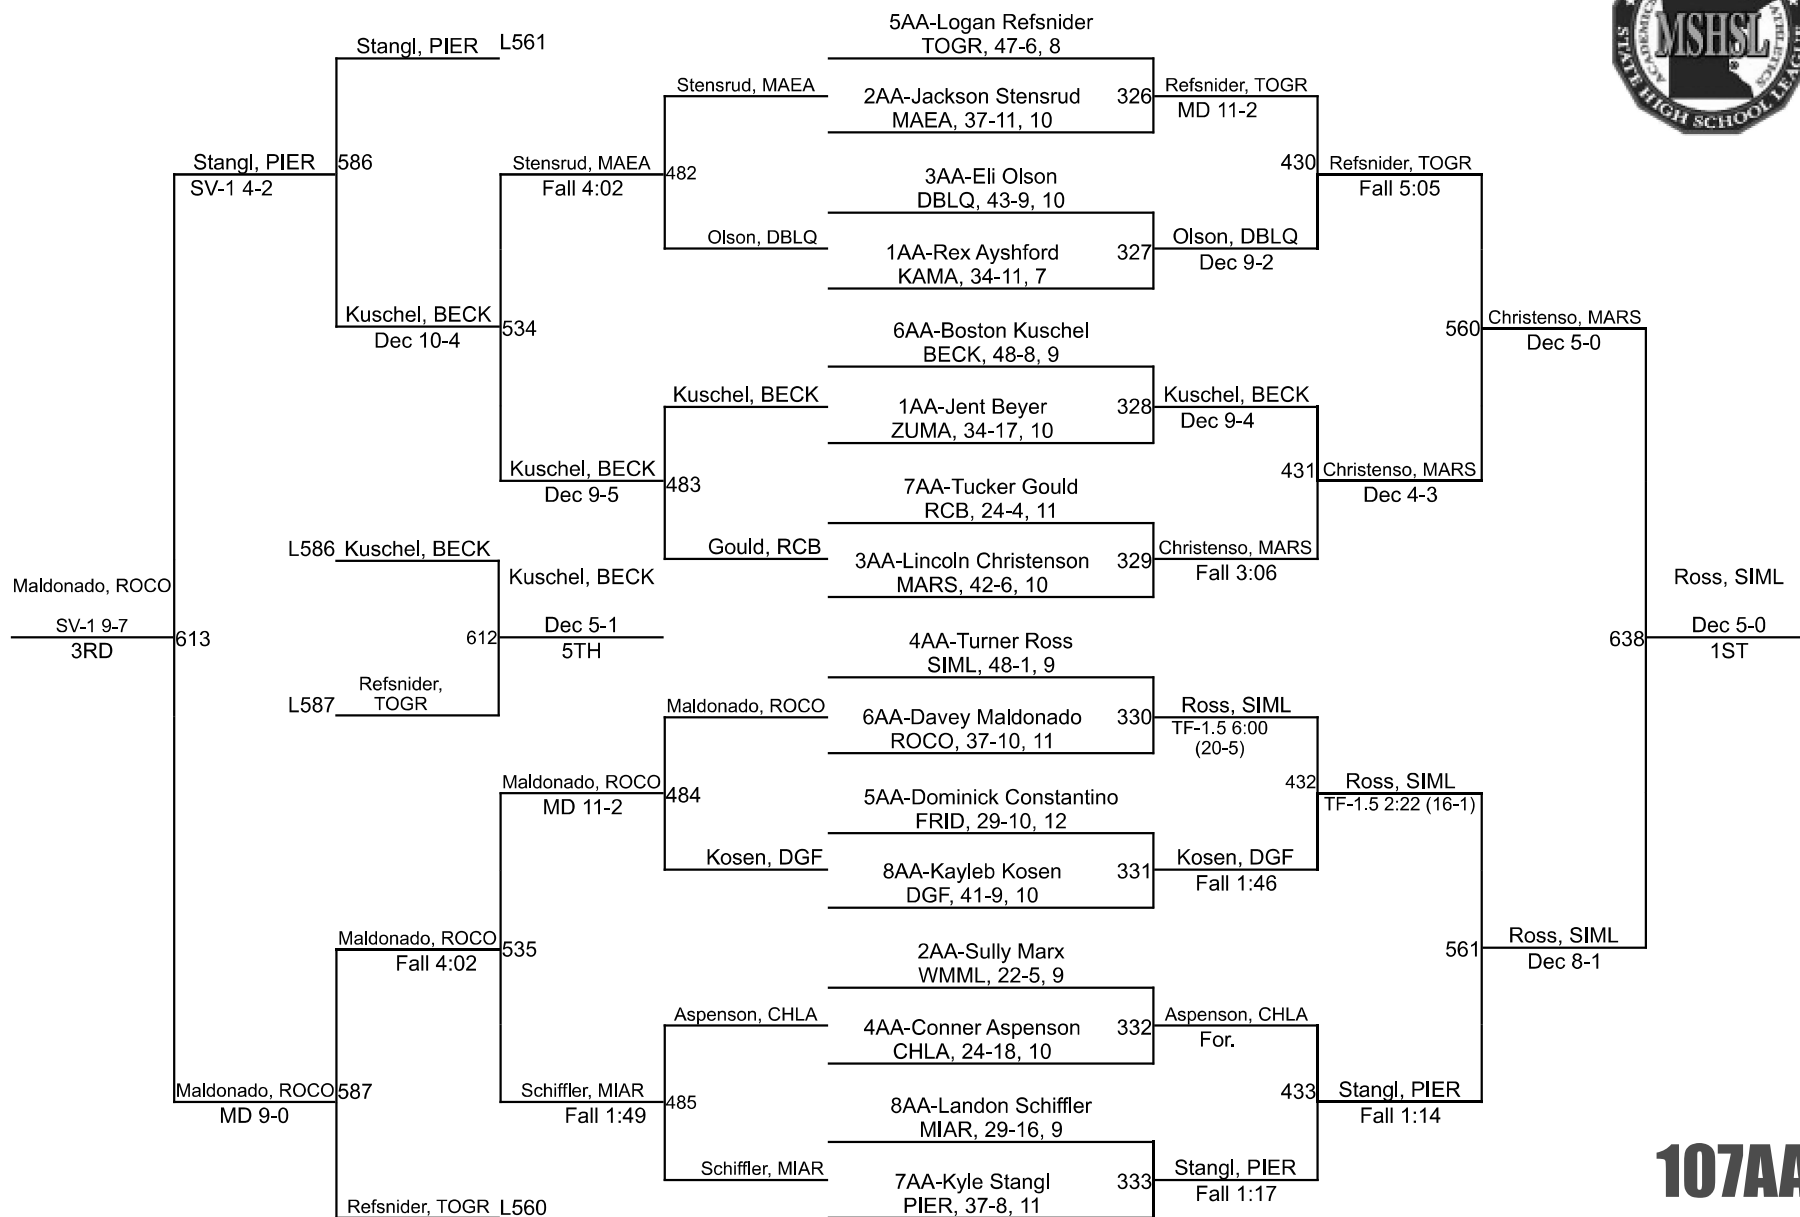 MSHSL
STATE HIGH SCHOOL LEAGUE
5AA-Logan Refsnider
TOGR, 47-6, 8
2AA-Jackson Stensrud
MAEA, 37-11, 10
326
3AA-Eli Olson
DBLQ, 43-9, 10
1AA-Rex Ayshford
KAMA, 34-11, 7
327
6AA-Boston Kuschel
BECK, 48-8, 9
1AA-Jent Beyer
ZUMA, 34-17, 10
328
7AA-Tucker Gould
RCB, 24-4, 11
3AA-Lincoln Christenson
MARS, 42-6, 10
329
4AA-Turner Ross
SIML, 48-1, 9
6AA-Davey Maldonado
ROCO, 37-10, 11
330
5AA-Dominick Constantino
FRID, 29-10, 12
8AA-Kayleb Kosen
DGF, 41-9, 10
331
2AA-Sully Marx
WMML, 22-5, 9
4AA-Conner Aspenson
CHLA, 24-18, 10
332
8AA-Landon Schiffler
MIAR, 29-16, 9
7AA-Kyle Stangl
PIER, 37-8, 11
333
Refsnider, TOGR
MD 11-2
430
Olson, DBLQ
Dec 9-2
Kuschel, BECK
Dec 9-4
431
Christenso, MARS
Fall 3:06
Ross, SIML
TF-1.5 6:00
(20-5)
432
Kosen, DGF
Fall 1:46
Aspenson, CHLA
For.
433
Stangl, PIER
Fall 1:17
Refsnider, TOGR
Fall 5:05
560
Christenso, MARS
Dec 4-3
Ross, SIML
TF-1.5 2:22 (16-1)
561
Stangl, PIER
Fall 1:14
Christenso, MARS
Dec 5-0
638
Ross, SIML
Dec 8-1
Ross, SIML
Dec 5-0
1ST
Stensrud, MAEA
482
Olson, DBLQ
Kuschel, BECK
483
Gould, RCB
Maldonado, ROCO
484
Kosen, DGF
Aspenson, CHLA
485
Schiffler, MIAR
Stensrud, MAEA
Fall 4:02
534
Kuschel, BECK
Dec 9-5
Maldonado, ROCO
MD 11-2
535
Schiffler, MIAR
Fall 1:49
Stangl, PIER L561
586
Kuschel, BECK
Dec 10-4
Maldonado, ROCO
Fall 4:02
587
Refsnider, TOGR L560
Stangl, PIER
SV-1 4-2
613
Maldonado, ROCO
MD 9-0
Maldonado, ROCO
SV-1 9-7
3RD
L586 Kuschel, BECK
612
L587
Refsnider,
TOGR
Kuschel, BECK
Dec 5-1
5TH
107AA